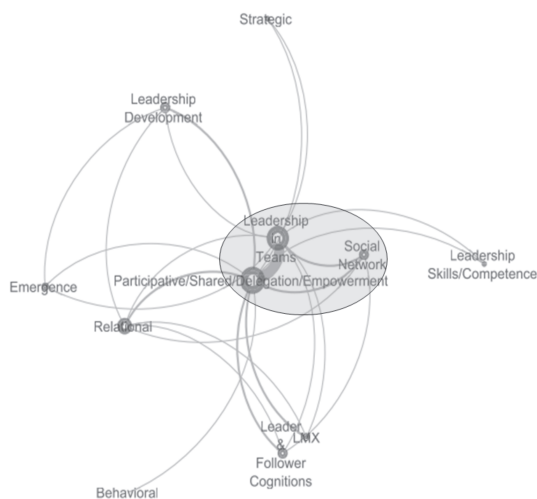 Strategic
Leadership
Development
Leadership
in
Teams
Social
Network
Leadership
Skills/Competence
Participative/Shared/Delegation/Empowerment
Emergence
Relational
Leader
&
Follower
Cognitions
LMX
Behavioral